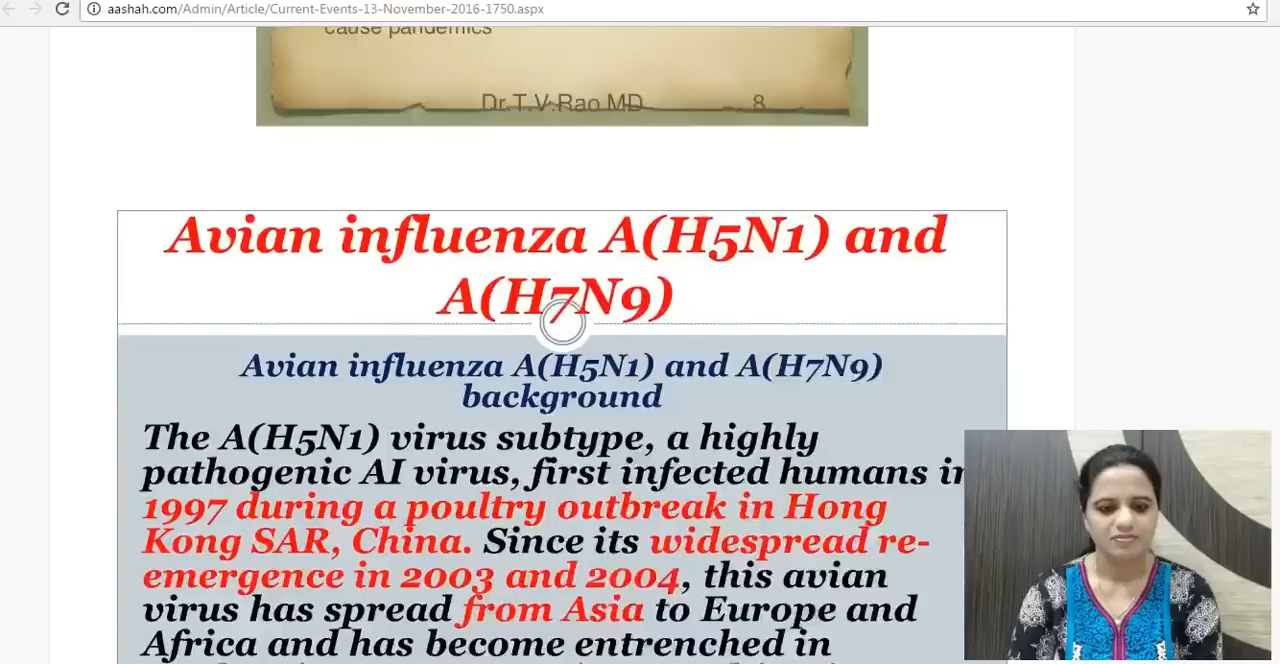 aashah.com/Admin/Article/Current-Events-13-November-2016-1750.aspx
cause pandemics
Dr.T.V.Rao MD 8
Avian influenza A(H5N1) and
A(H7N9)
Avian influenza A(H5N1) and A(H7N9)
background
The A(H5N1) virus subtype, a highly
pathogenic AI virus, first infected humans in
1997 during a poultry outbreak in Hong
Kong SAR, China. Since its widespread re-
emergence in 2003 and 2004, this avian
virus has spread from Asia to Europe and
Africa and has become entrenched in